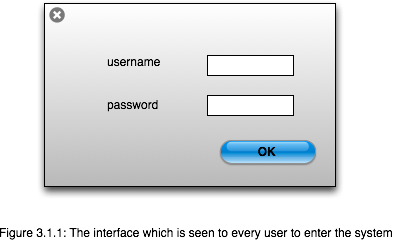 username
password
OK
Figure 3.1.1: The interface which is seen to every user to enter the system